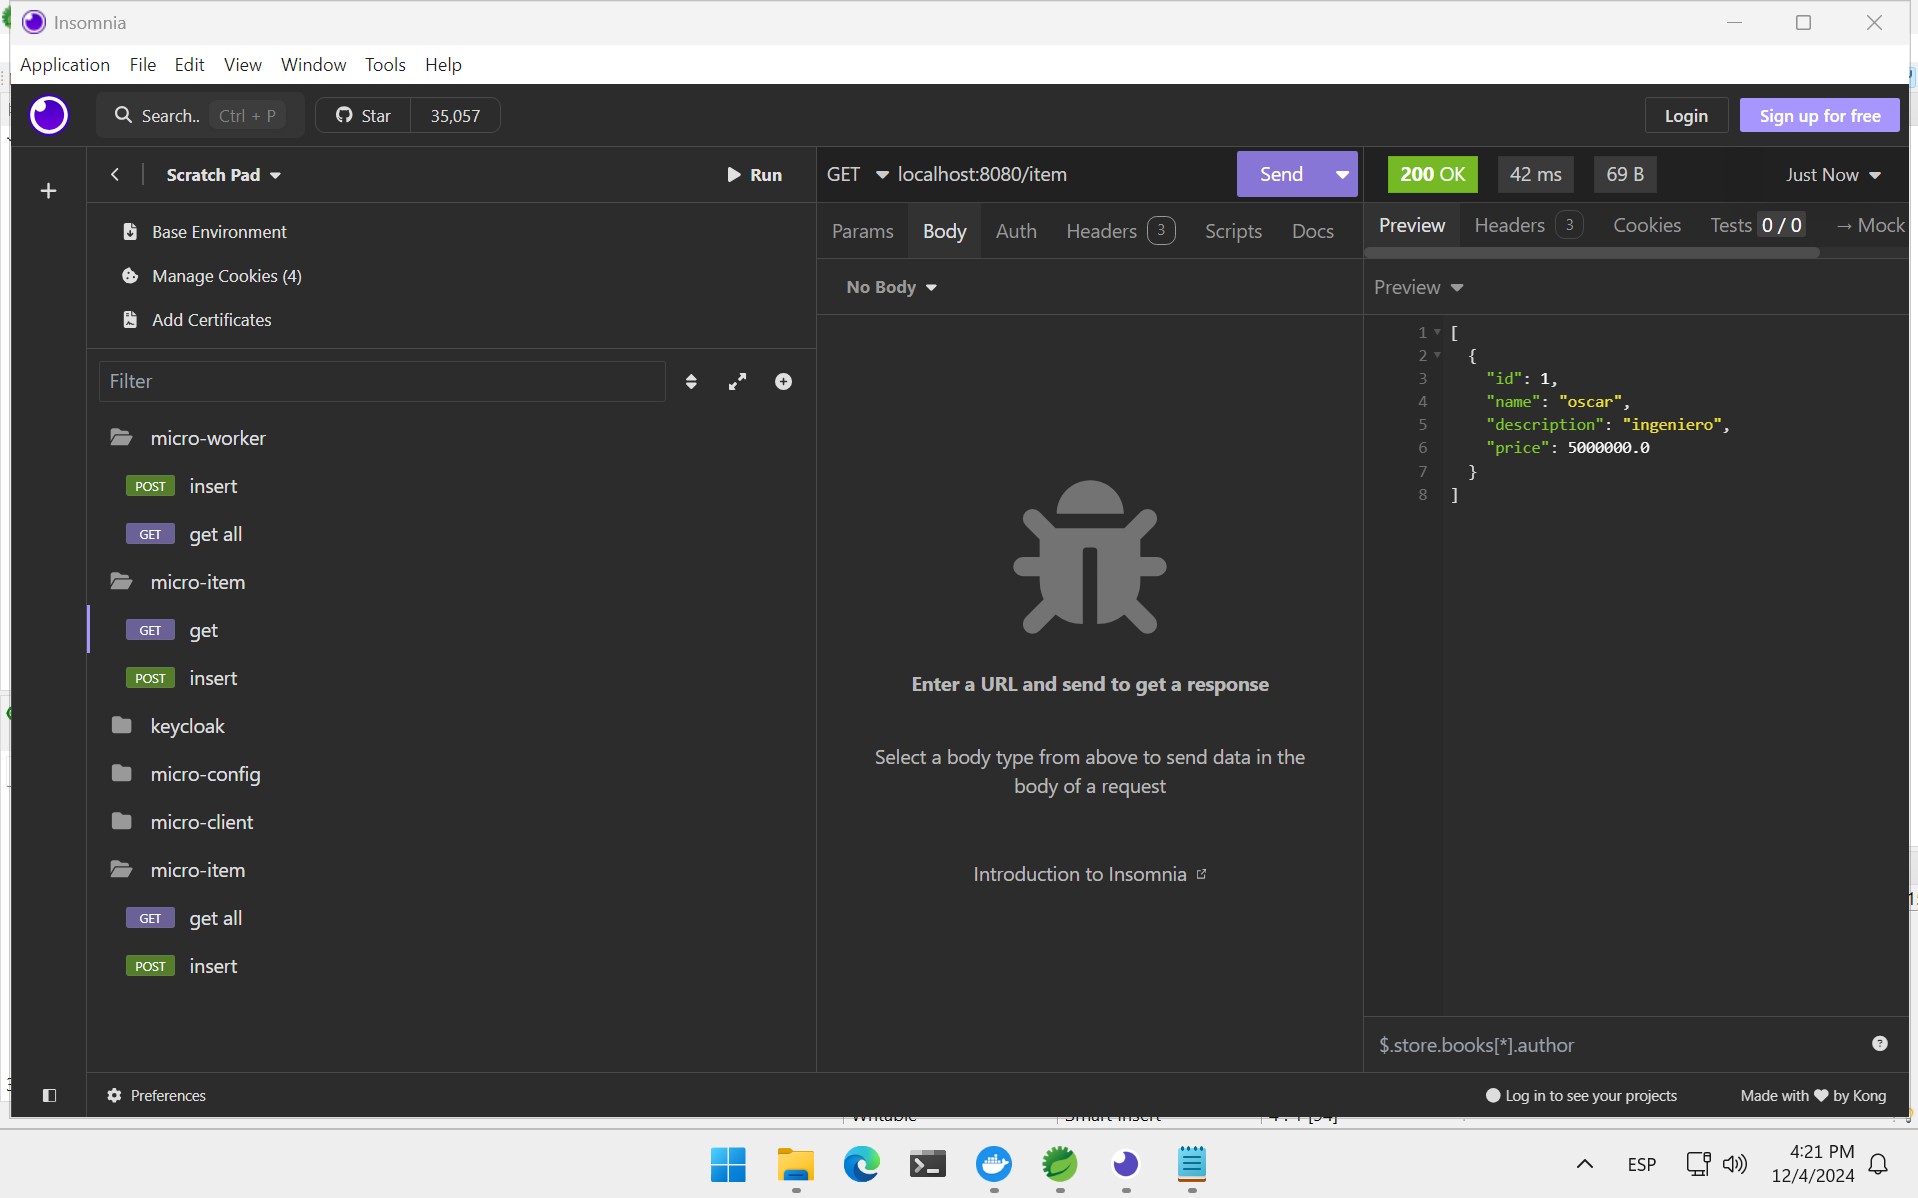 Insomnia
Application File Edit View Window Tools Help
Search.. Ctrl + P Star 35,057 Login Sign up for free
Scratch Pad Run
Base Environment
Manage Cookies (4)
Add Certificates
Filter
micro-worker
POST insert
GET get all
micro-item
GET get
POST insert
keycloak
micro-config
micro-client
micro-item
GET get all
POST insert
Preferences
GET localhost:8080/item Send
Params Body Auth Headers 3 Scripts Docs
No Body
Enter a URL and send to get a response
Select a body type from above to send data in the
body of a request
Introduction to Insomnia
200 OK 42 ms 69 B Just Now
Preview Headers 3 Cookies Tests 0 / 0 → Mock
Preview
1 [
2 {
3 "id": 1,
4 "name": "oscar",
5 "description": "ingeniero",
6 "price": 5000000.0
7 }
8 ]
$.store.books[*].author
Log in to see your projects Made with ❤ by Kong
ESP
4:21 PM
12/4/2024